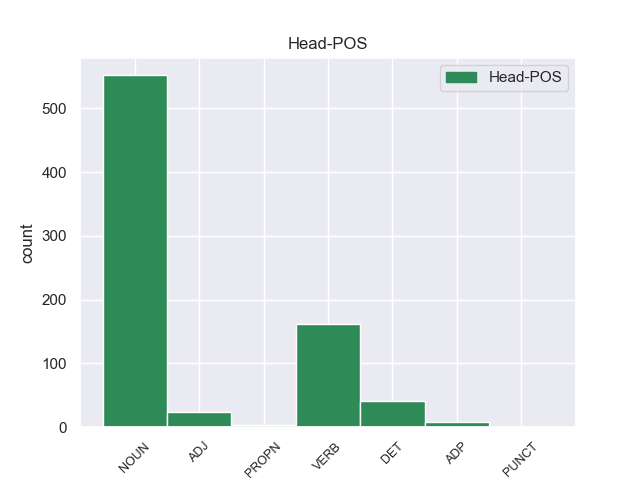 Head-POS
Head-POS
500
400
300
200
100
0
count
NOUN
ADJ
PROPN
VERB
DET
ADP
PUNCT